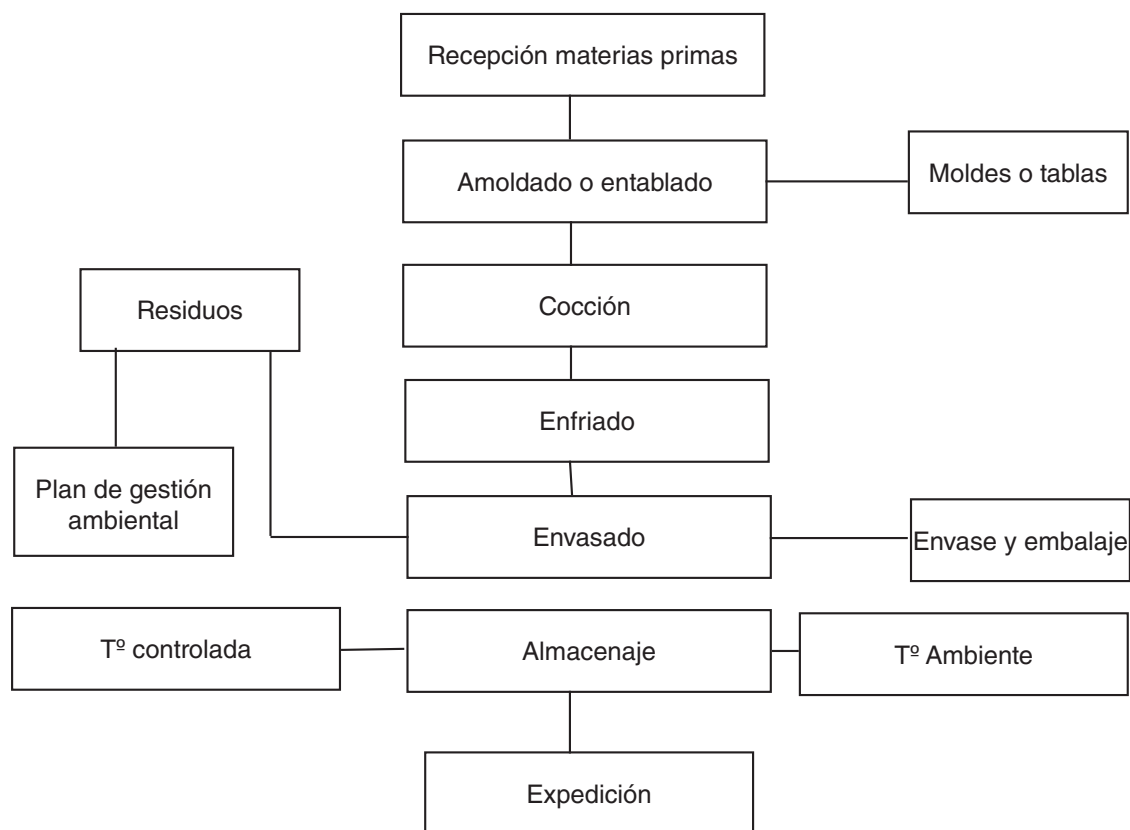 Recepción materias primas
Amoldado o entablado
Moldes o tablas
Cocción
Residuos
Enfriado
Plan de gestión
ambiental
Envasado
Envase y embalaje
Tº controlada
Almacenaje
Tº Ambiente
Expedición